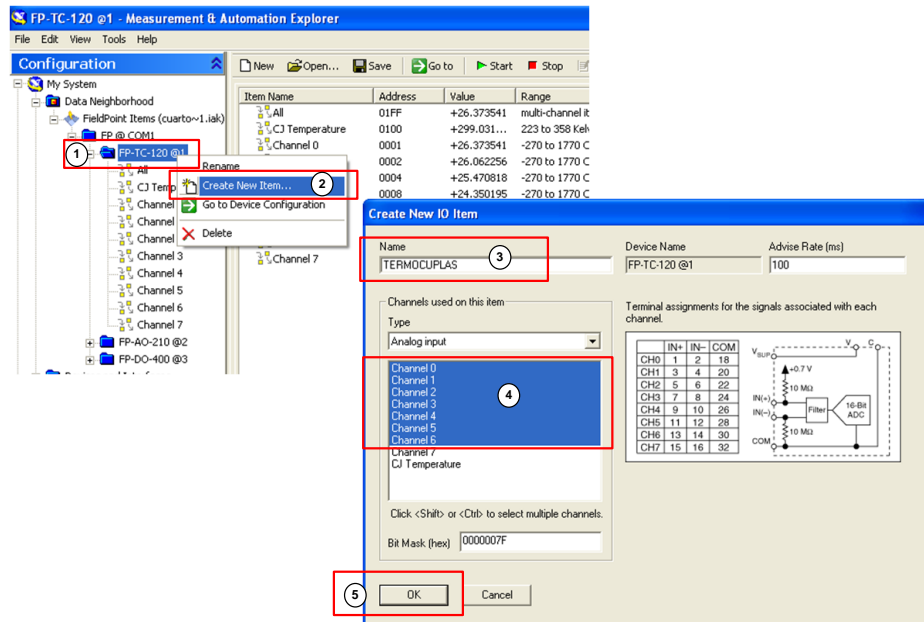 FP-TC-120 @1 - Measurement & Automation Explorer
File Edit View Tools Help
Configuration
New Open... Save Go to Start Stop
My System
Data Neighborhood
FieldPoint Items (cuarto~1.iak)
FP @ COM1
1 FP-TC-120 @1
All
CJ Temp
Channel
Channel
Channel
Channel 3
Channel 4
Channel 5
Channel 6
Channel 7
FP-AO-210 @2
FP-DO-400 @3
Item Name Address Value Range
All 01FF +26.373541 multi-channel it
CJ Temperature 0100 +299.031... 223 to 358 Kelv
Channel 0 0001 +26.373541 -270 to 1770 C
0002 +26.062256 -270 to 1770 C
0004 +25.470818 -270 to 1770 C
0008 +24.350195 -270 to 1770 C
Channel 7
Rename
Create New Item... 2
Go to Device Configuration
Delete
Create New IO Item
Name
TERMOCUPLAS 3
Device Name
FP-TC-120 @1
Advise Rate (ms)
100
Channels used on this item
Type
Analog input
Channel 0
Channel 1
Channel 2
Channel 3
Channel 4
Channel 5
Channel 6
4
Channel 7
CJ Temperature
Click <Shift> or <Ctrl> to select multiple channels.
Bit Mask (hex) 0000007F
Terminal assignments for the signals associated with each
channel.
IN+ IN– COM
CH0 1 2 18
CH1 3 4 20
CH2 5 6 22
CH3 7 8 24
CH4 9 10 26
CH5 11 12 28
CH6 13 14 30
CH7 15 16 32
VSUP V C
+0.7 V
10 MΩ
IN(+)
IN(–)
Filter
16-Bit
ADC
10 MΩ
COM
5 OK Cancel